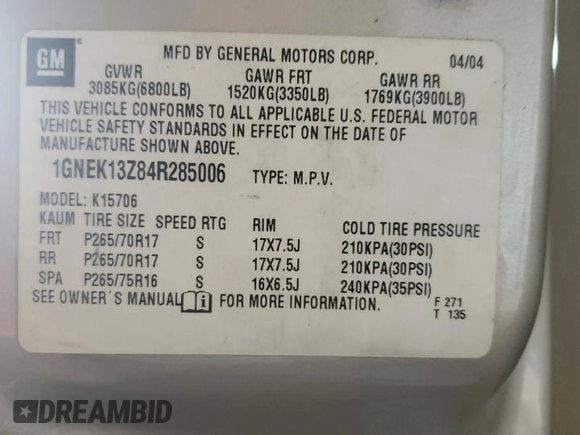 GM
MFD BY GENERAL MOTORS CORP. 04/04
GVWR GAWR FRT GAWR RR
3085KG(6800LB) 1520KG(3350LB) 1769KG(3900LB)
THIS VEHICLE CONFORMS TO ALL APPLICABLE U.S. FEDERAL MOTOR
VEHICLE SAFETY STANDARDS IN EFFECT ON THE DATE OF
MANUFACTURE SHOWN ABOVE.
1GNEK13Z84R285006 TYPE: M.P.V.
MODEL: K15706
KAUM TIRE SIZE SPEED RTG RIM COLD TIRE PRESSURE
FRT P265/70R17 S 17X7.5J 210KPA(30PSI)
RR P265/70R17 S 17X7.5J 210KPA(30PSI)
SPA P265/75R16 S 16X6.5J 240KPA(35PSI)
SEE OWNER'S MANUAL i FOR MORE INFORMATION.
F 271
T 135
DREAMBID